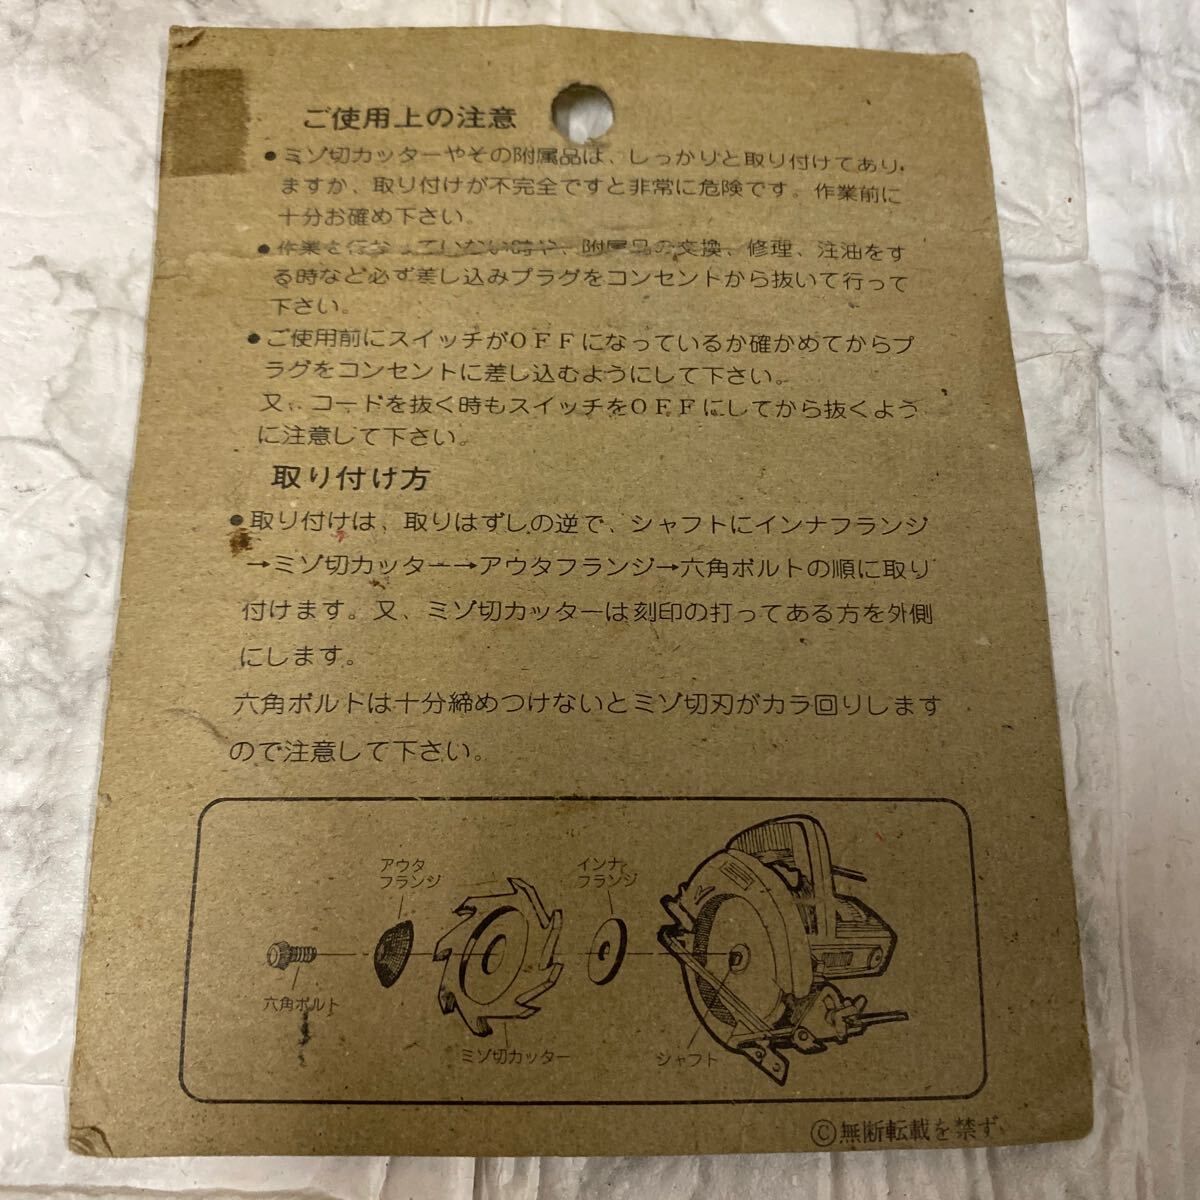 ご使用上の注意
●ミゾ切カッターやその附属品は、しっかりと取り付けてあり
ますか、取り付けが不完全ですと非常に危険です。作業前に
十分お確め下さい。
●作業を行なっていない時や、附属品の交換、修理、注油をす
る時など必ず差し込みプラグをコンセントから抜いて行って
下さい。
●ご使用前にスイッチがOFFになっているか確かめてからプ
ラグをコンセントに差し込むようにして下さい。
又、コードを抜く時もスイッチをOFFにしてから抜くよう
に注意して下さい。
取り付け方
●取り付けは、取りはずしの逆で、シャフトにインナフランジ
→ミゾ切カッター→アウタフランジ→六角ボルトの順に取り
付けます。又、ミゾ切カッターは刻印の打ってある方を外側
にします。
六角ボルトは十分締めつけないとミゾ切刃がカラ回りします
ので注意して下さい。
アウタ
フランジ
インナ
フランジ
六角ボルト
ミゾ切カッター
シャフト
Ⓒ無断転載を禁ず